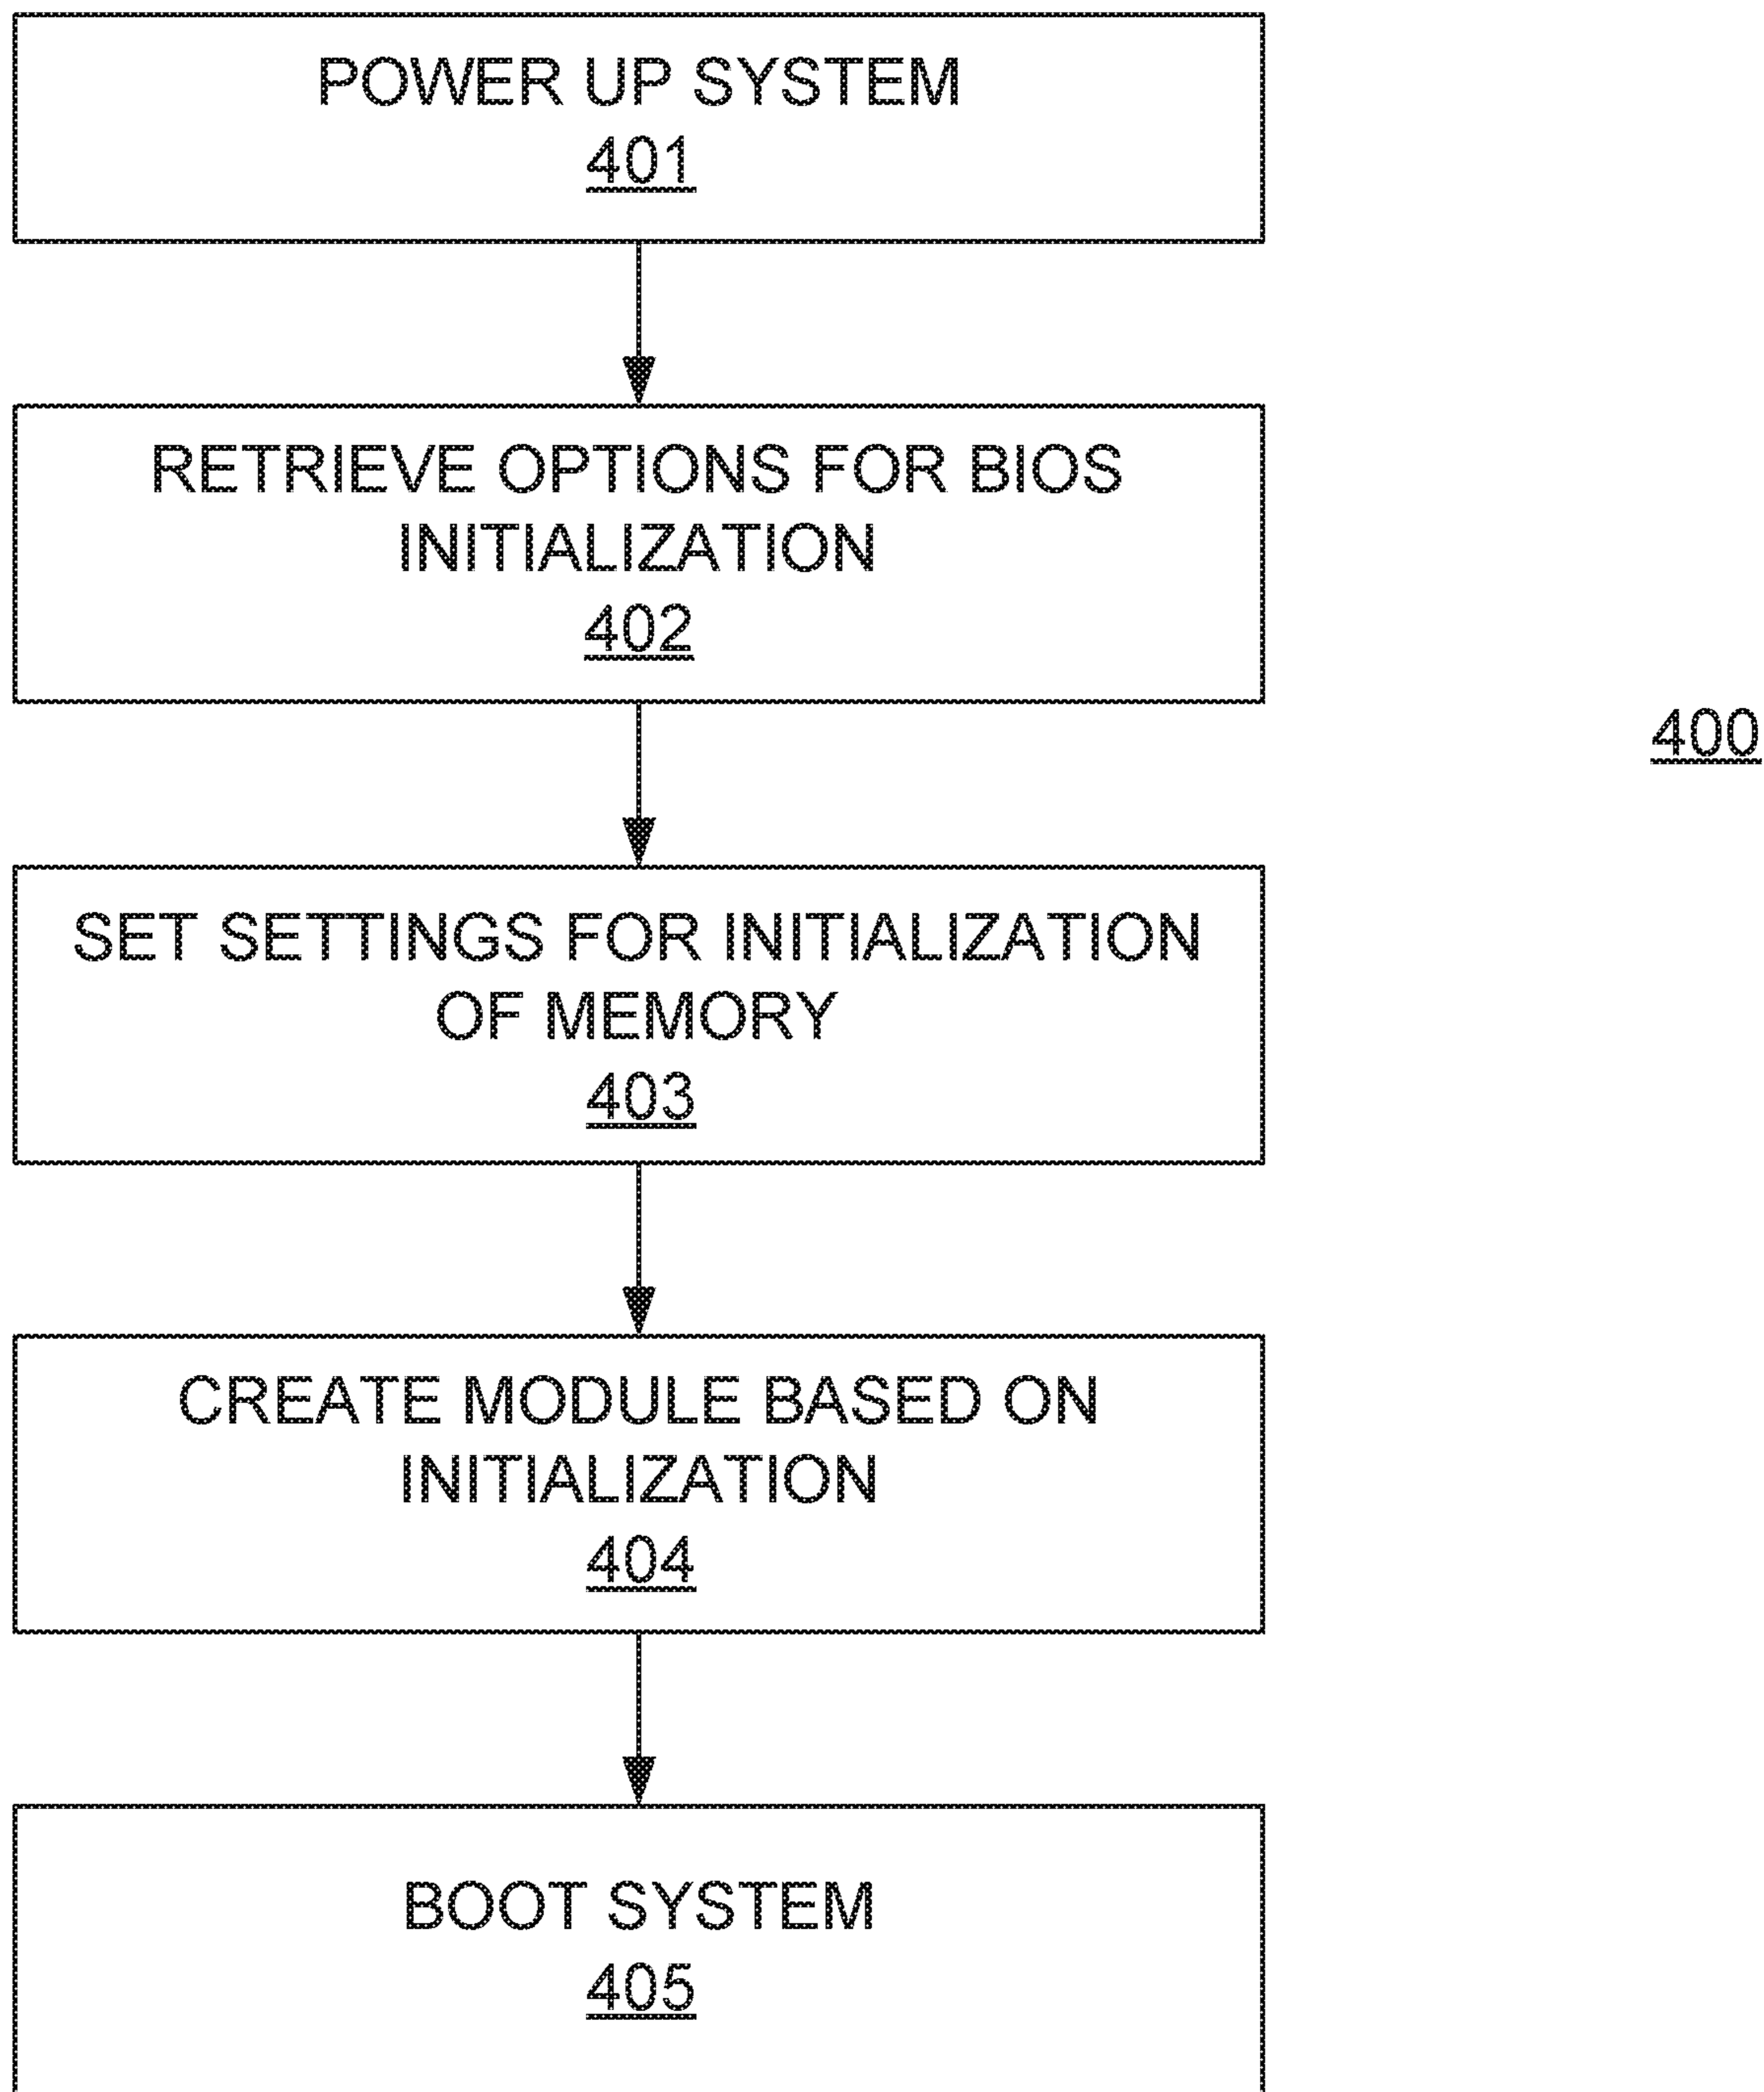 POWER UP SYSTEM
401
RETRIEVE OPTIONS FOR BIOS
INITIALIZATION
402
400
SET SETTINGS FOR INITIALIZATION
OF MEMORY
403
CREATE MODULE BASED ON
INITIALIZATION
404
BOOT SYSTEM
405